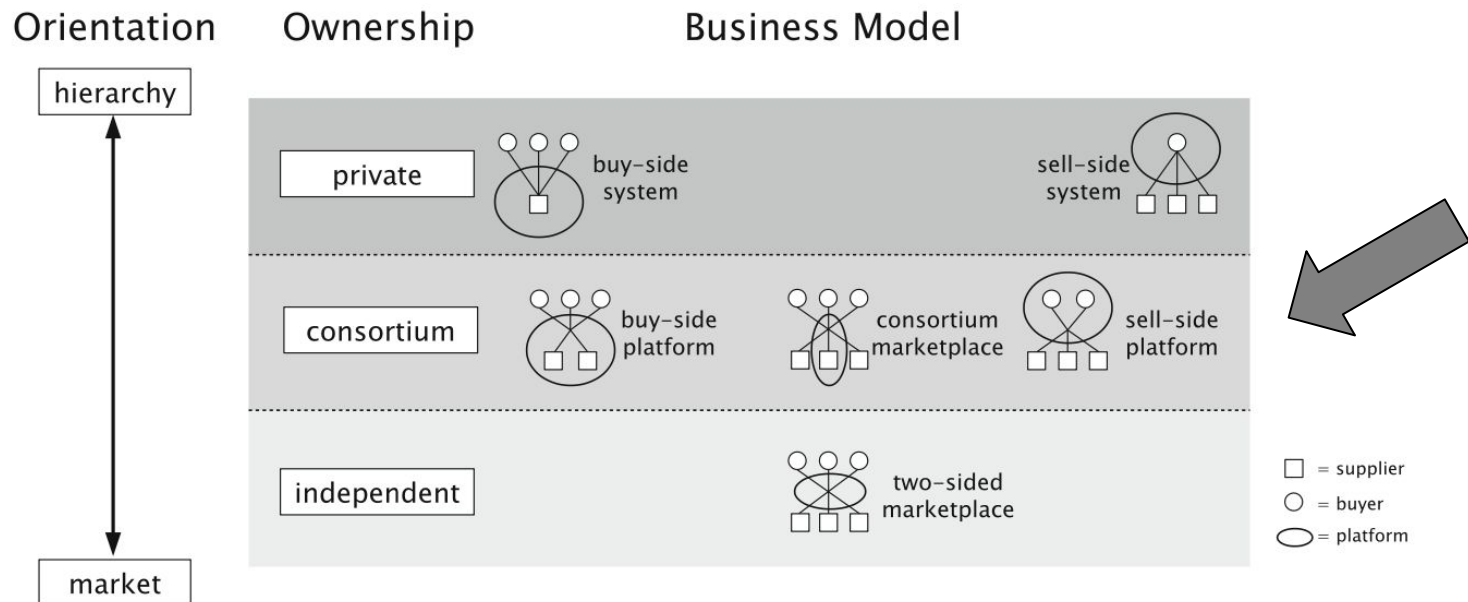 Orientation
Ownership
Business Model
hierarchy
private
buy-side
system
sell-side
system
consortium
buy-side
platform
consortium
marketplace
sell-side
platform
independent
two-sided
marketplace
market
= supplier
= buyer
= platform